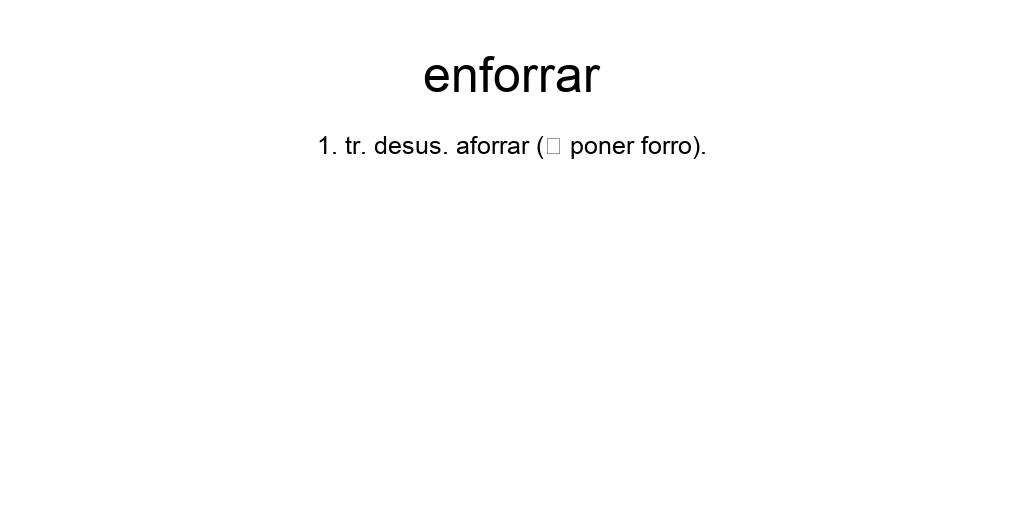 enforrar
1. tr. desus. aforrar (□ poner forro).